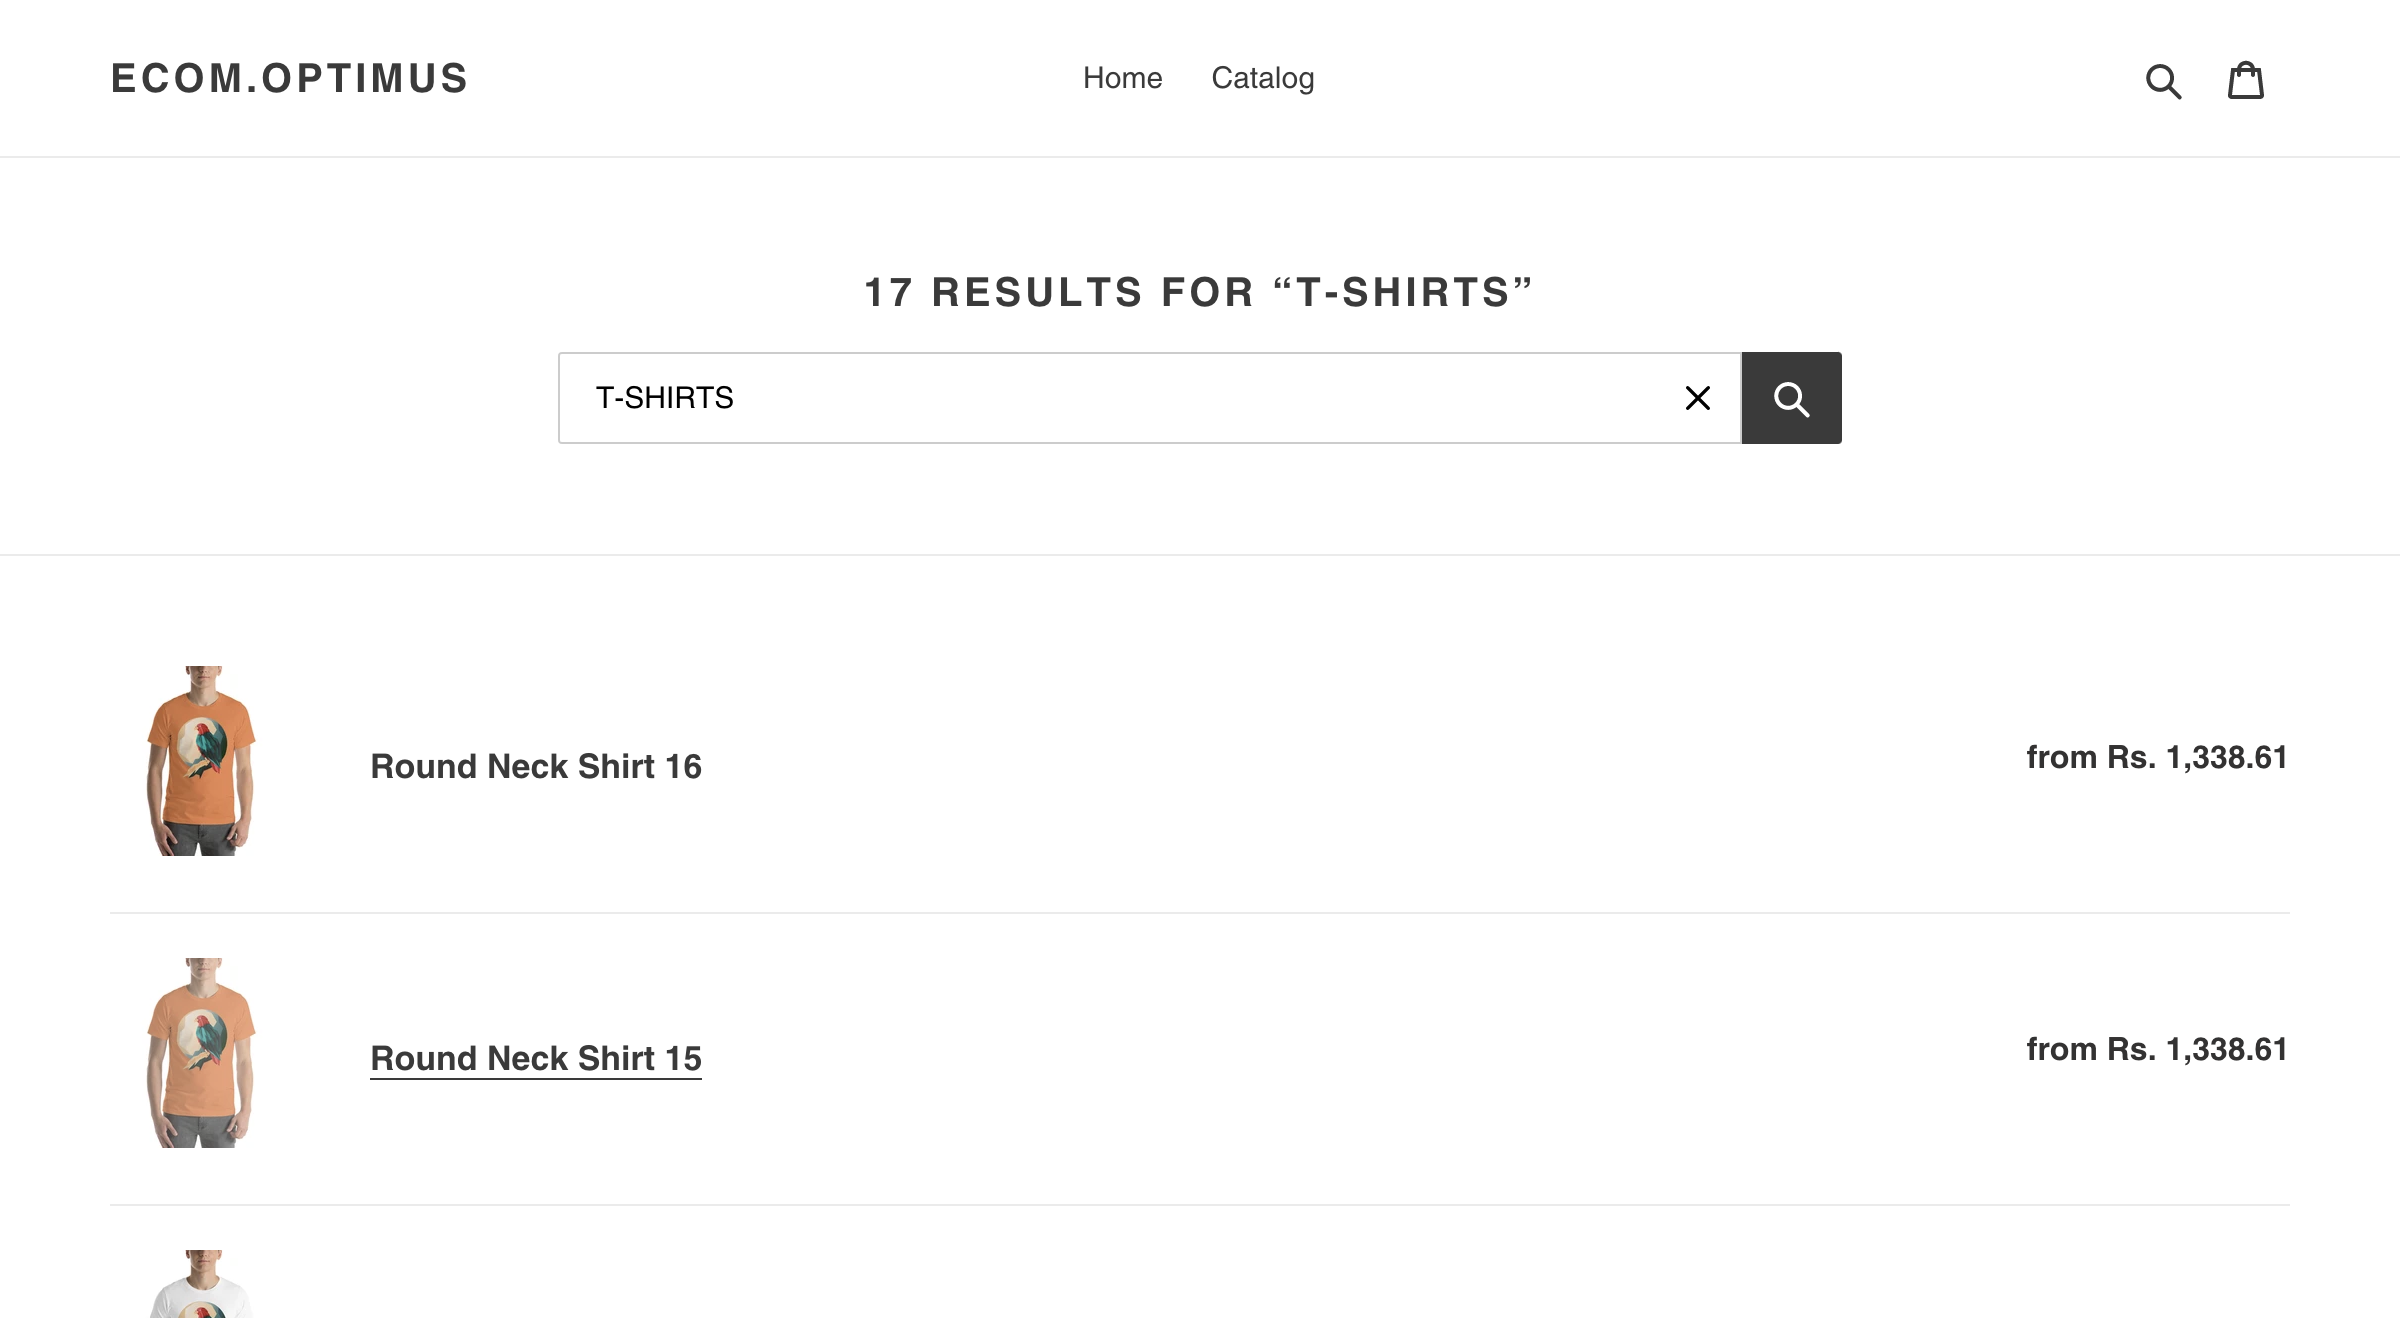 ECOM.OPTIMUS
Home Catalog
17 RESULTS FOR “T-SHIRTS”
T-SHIRTS
Round Neck Shirt 16
from Rs. 1,338.61
Round Neck Shirt 15
from Rs. 1,338.61